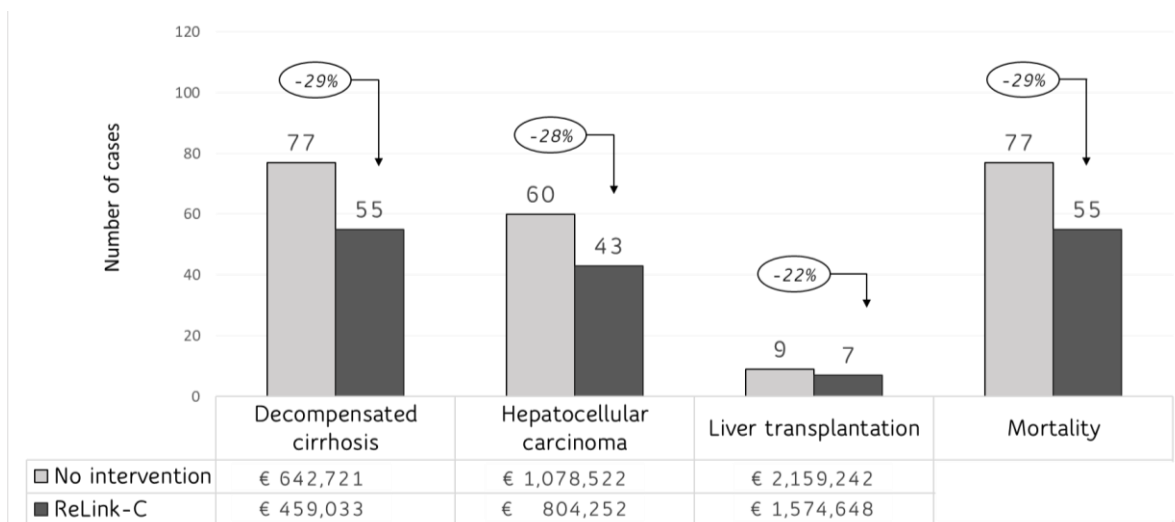 120
100
80
60
40
20
0
Number of cases
-29%
77
55
-28%
60
43
-22%
9
7
-29%
77
55
Decompensated
cirrhosis
Hepatocellular
carcinoma
Liver transplantation
Mortality
No intervention € 642,721 € 1,078,522 € 2,159,242
ReLink-C € 459,033 € 804,252 € 1,574,648